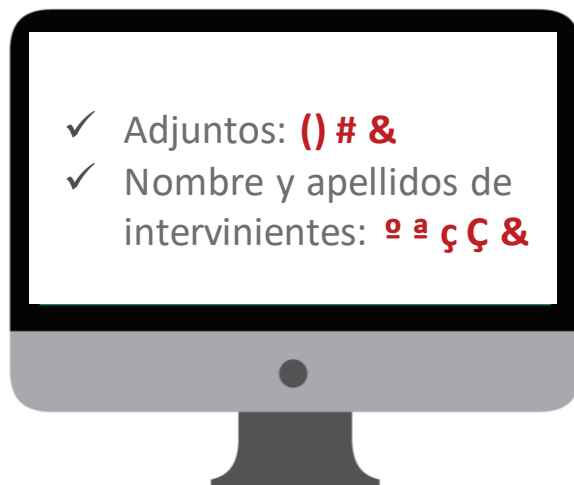 ✓ Adjuntos: () # &
✓ Nombre y apellidos de
intervinientes: º ª ç Ç &